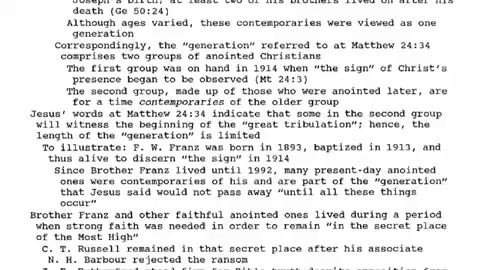 Joseph's birth; at least two of his brothers lived on after his
death (Ge 50:24)
Although ages varied, these contemporaries were viewed as one
generation
Correspondingly, the "generation" referred to at Matthew 24:34
comprises two groups of anointed Christians
The first group was on hand in 1914 when "the sign" of Christ's
presence began to be observed (Mt 24:3)
The second group, made up of those who were anointed later, are
for a time contemporaries of the older group
Jesus' words at Matthew 24:34 indicate that some in the second group
will witness the beginning of the "great tribulation"; hence, the
length of the "generation" is limited
To illustrate: F. W. Franz was born in 1893, baptized in 1913, and
thus alive to discern "the sign" in 1914
Since Brother Franz lived until 1992, many present-day anointed
ones were contemporaries of his and are part of the "generation"
that Jesus said would not pass away "until all these things
occur"
Brother Franz and other faithful anointed ones lived during a period
when strong faith was needed in order to remain "in the secret place
of the Most High"
C. T. Russell remained in that secret place after his associate
N. H. Barbour rejected the ransom